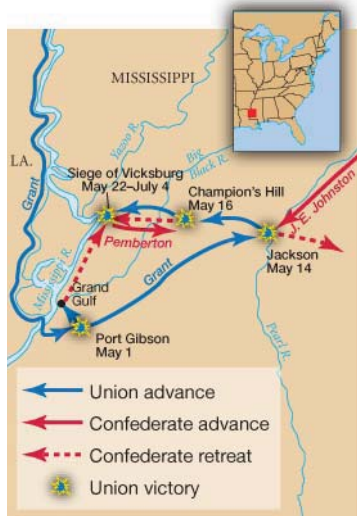 MISSISSIPPI
Yazoo R.
Big
Black R.
LA.
Grant
Siege of Vicksburg
May 22–July 4
Champion's Hill
May 16
J. E. Johnston
Pemberton
Jackson
May 14
Mississippi R.
Grand
Gulf
Grant
Port Gibson
May 1
Pearl R.
Union advance
Confederate advance
Confederate retreat
Union victory